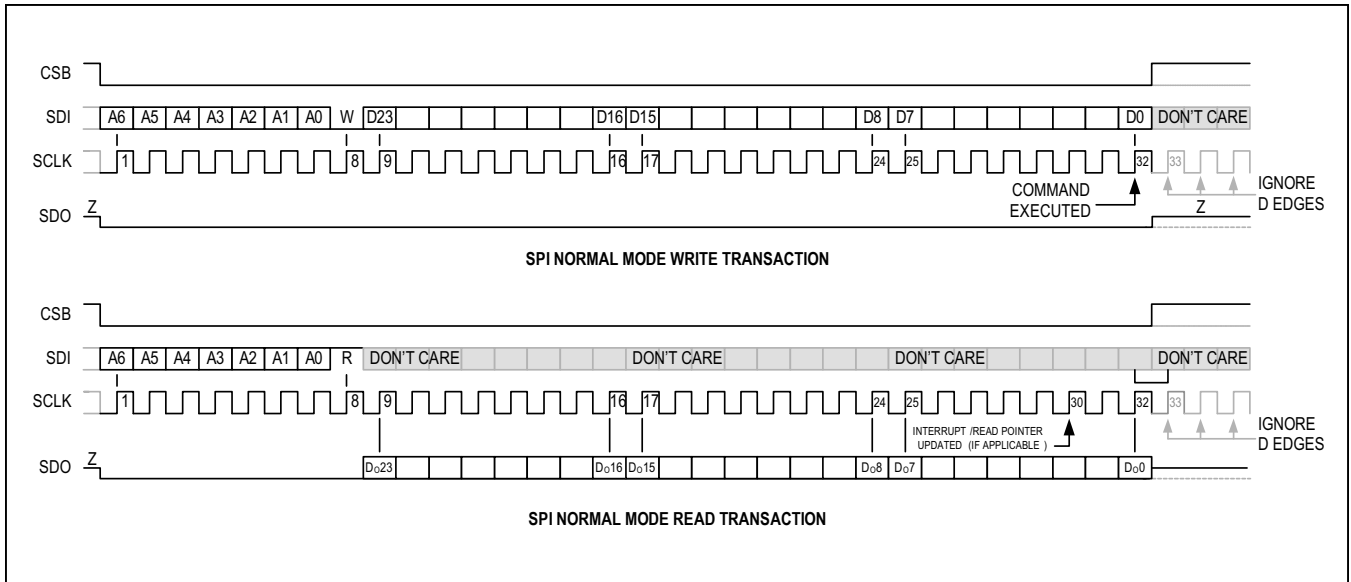 CSB
SDI A6 A5 A4 A3 A2 A1 A0 W D23 D16 D15 D8 D7 D0 DON'T CARE
SCLK 1 8 9 16 17 24 25 32 33
COMMAND
EXECUTED
IGNORE
D EDGES
SDO Z Z
SPI NORMAL MODE WRITE TRANSACTION
CSB
SDI A6 A5 A4 A3 A2 A1 A0 R DON'T CARE DON'T CARE DON'T CARE DON'T CARE
SCLK 1 8 9 16 17 24 25 30 32 33
INTERRUPT /READ POINTER
UPDATED (IF APPLICABLE )
IGNORE
D EDGES
SDO Z Do23 Do16 Do15 Do8 Do7 Do0
SPI NORMAL MODE READ TRANSACTION